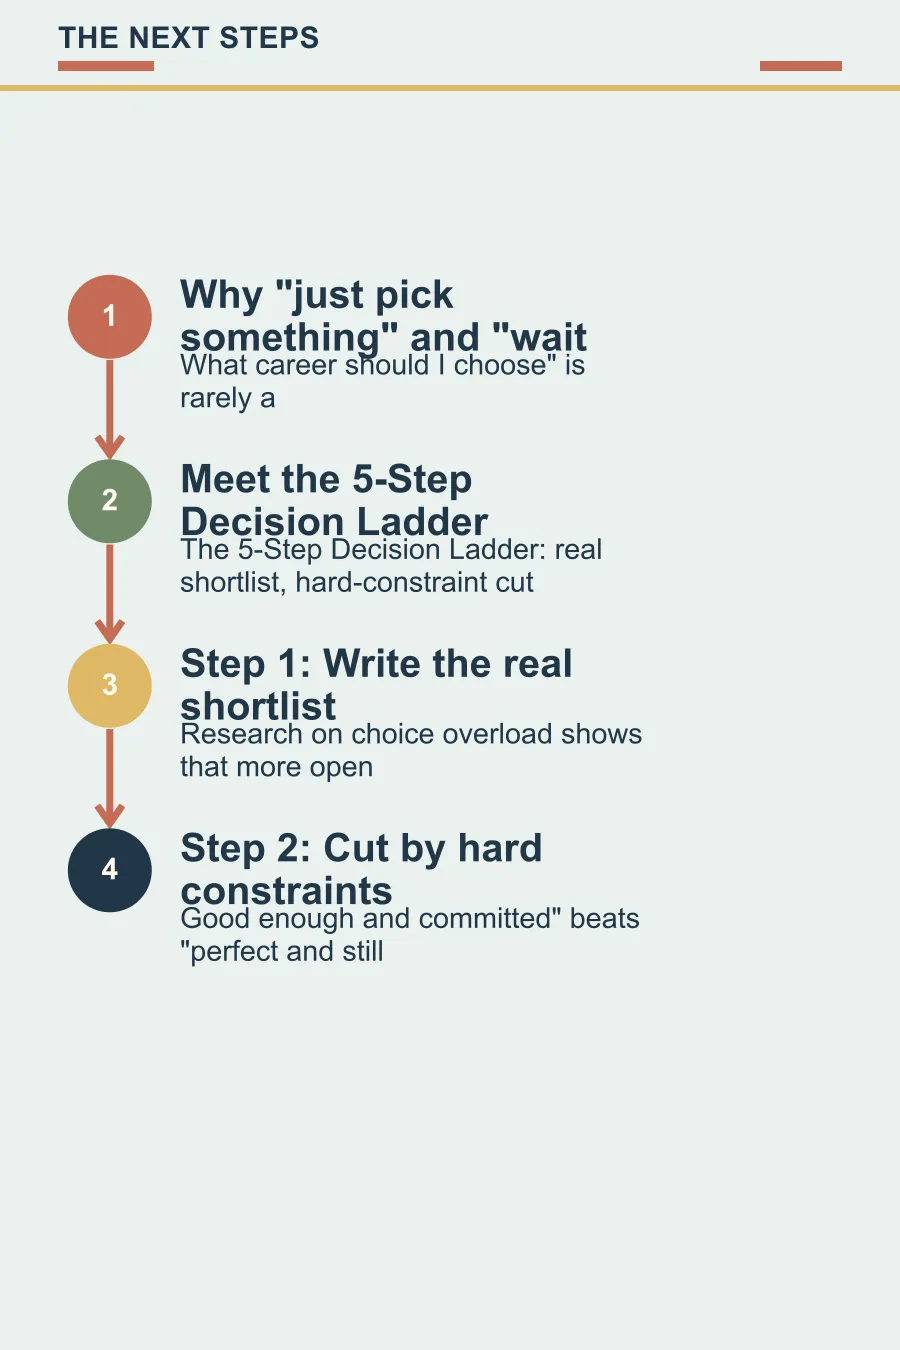 THE NEXT STEPS
1
Why "just pick
something" and "wait
What career should I choose" is
rarely a
2
Meet the 5-Step
Decision Ladder
The 5-Step Decision Ladder: real
shortlist, hard-constraint cut
3
Step 1: Write the real
shortlist
Research on choice overload shows
that more open
4
Step 2: Cut by hard
constraints
Good enough and committed" beats
"perfect and still